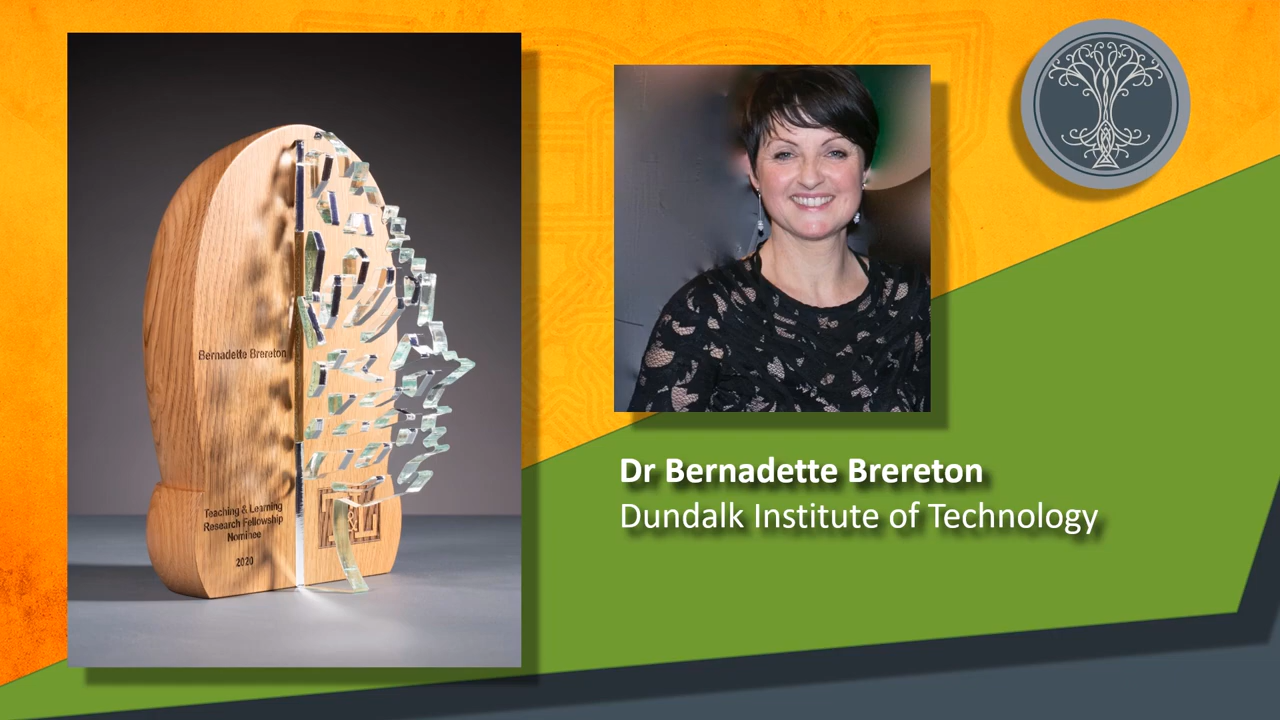 Bernadette Brereton
Teaching & Learning
Research Fellowship
Nominee
2020
T&L
Dr Bernadette Brereton
Dundalk Institute of Technology